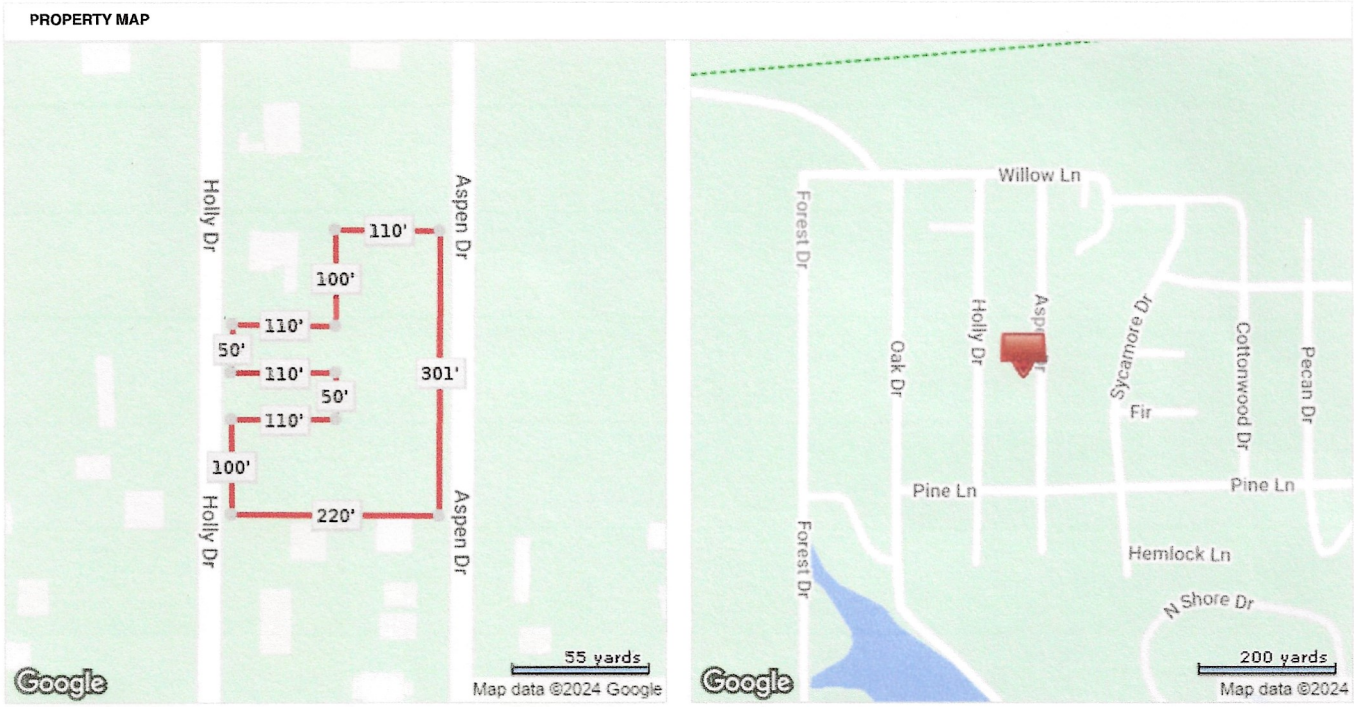 PROPERTY MAP
Holly Dr
Aspen Dr
110'
100'
110'
50'
110'
301'
50'
110'
100'
Holly Dr
Aspen Dr
220'
55 yards
Google
Map data ©2024 Google
Willow Ln
Forest Dr
Holly Dr
Oak Dr
Sycamore Dr
Cottonwood Dr
Pecan Dr
Fir
Pine Ln
Pine Ln
Forest Dr
Hemlock Ln
N Shore Dr
200 yards
Google
Map data ©2024